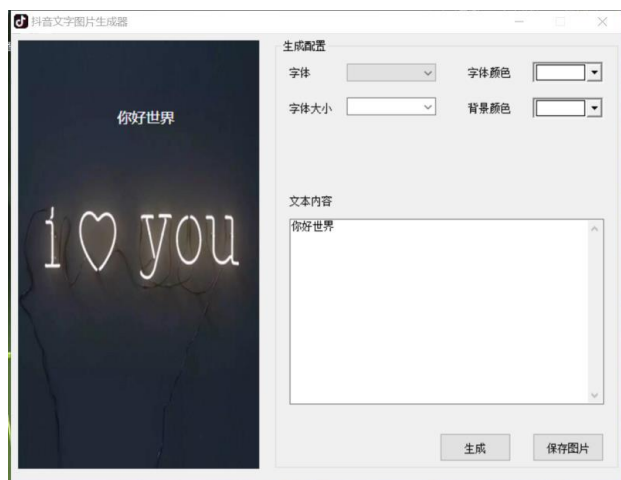 抖音文字图片生成器
你好世界
i ♡ you
生成配置
字体
字体颜色
字体大小
背景颜色
文本内容
你好世界
生成
保存图片